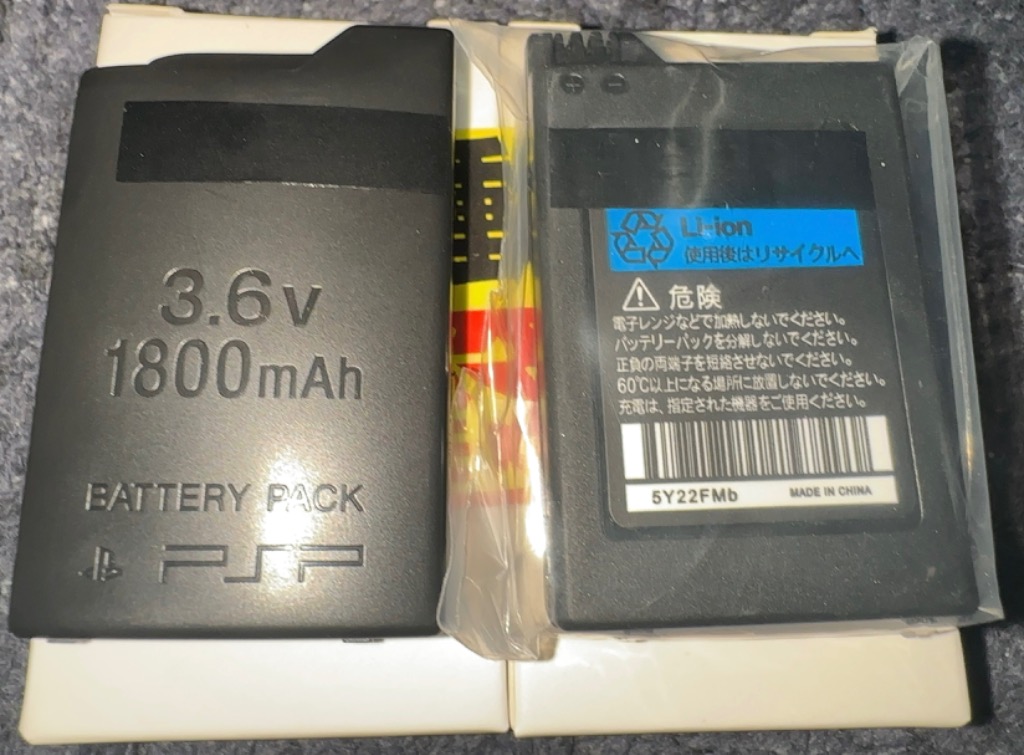 3.6v
1800mAh
BATTERY PACK
PSP
Li-ion
使用後はリサイクルへ
危険
電子レンジなどで加熱しないでください。
バッテリーパックを分解しないでください。
正負の両端子を短絡させないでください。
60℃以上になる場所に放置しないでください。
充電は、指定された機器をご使用ください。
5Y22FMb MADE IN CHINA